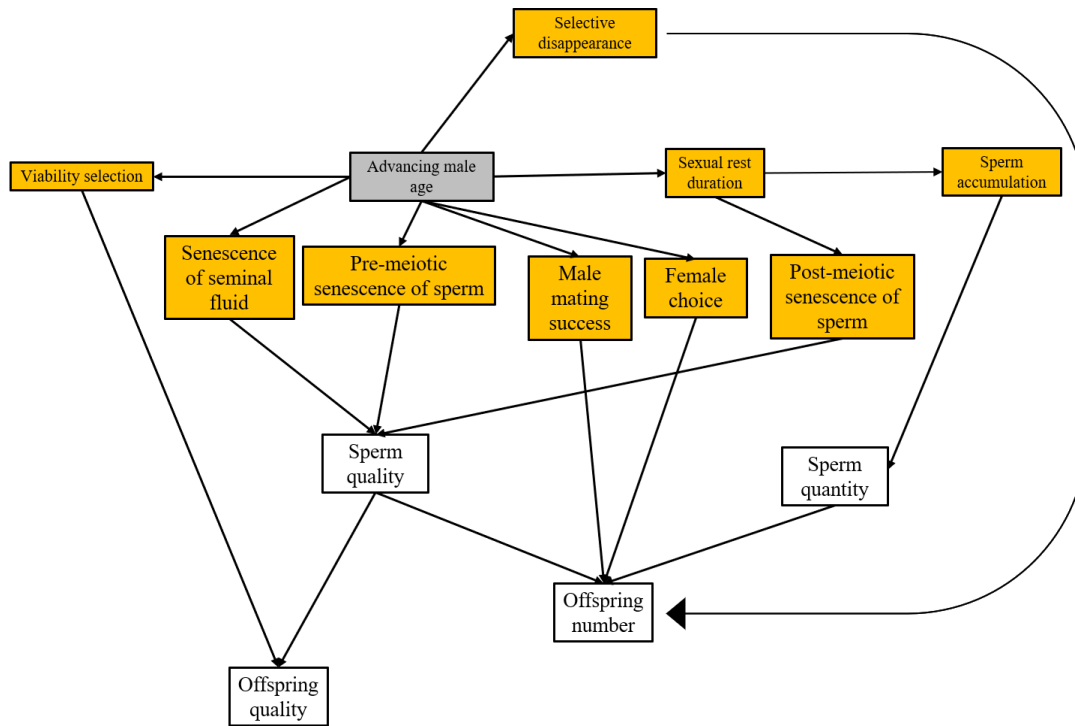 Selective
disappearance
Viability selection
Advancing male
age
Sexual rest
duration
Sperm
accumulation
Senescence
of seminal
fluid
Pre-meiotic
senescence of sperm
Male
mating
success
Female
choice
Post-meiotic
senescence of
sperm
Sperm
quality
Sperm
quantity
Offspring
number
Offspring
quality